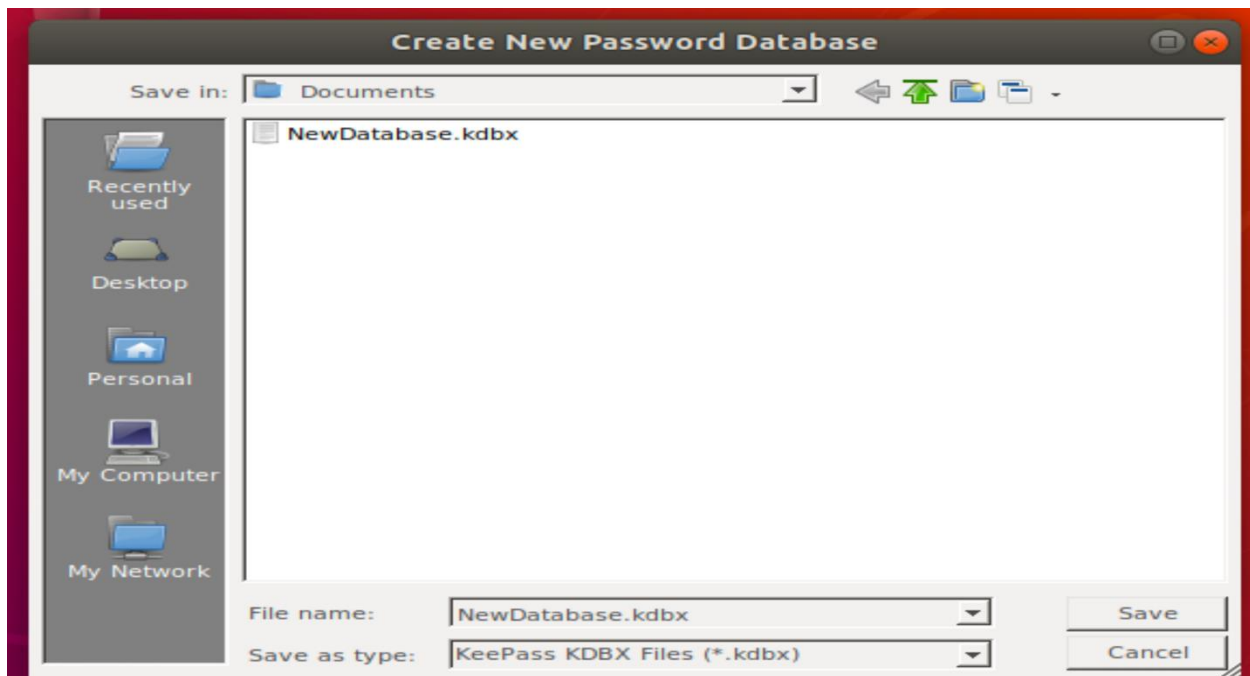 Create New Password Database
Save in:
Documents
NewDatabase.kdbx
Recently
used
Desktop
Personal
My Computer
My Network
File name:
NewDatabase.kdbx
Save
Save as type:
KeePass KDBX Files (*.kdbx)
Cancel